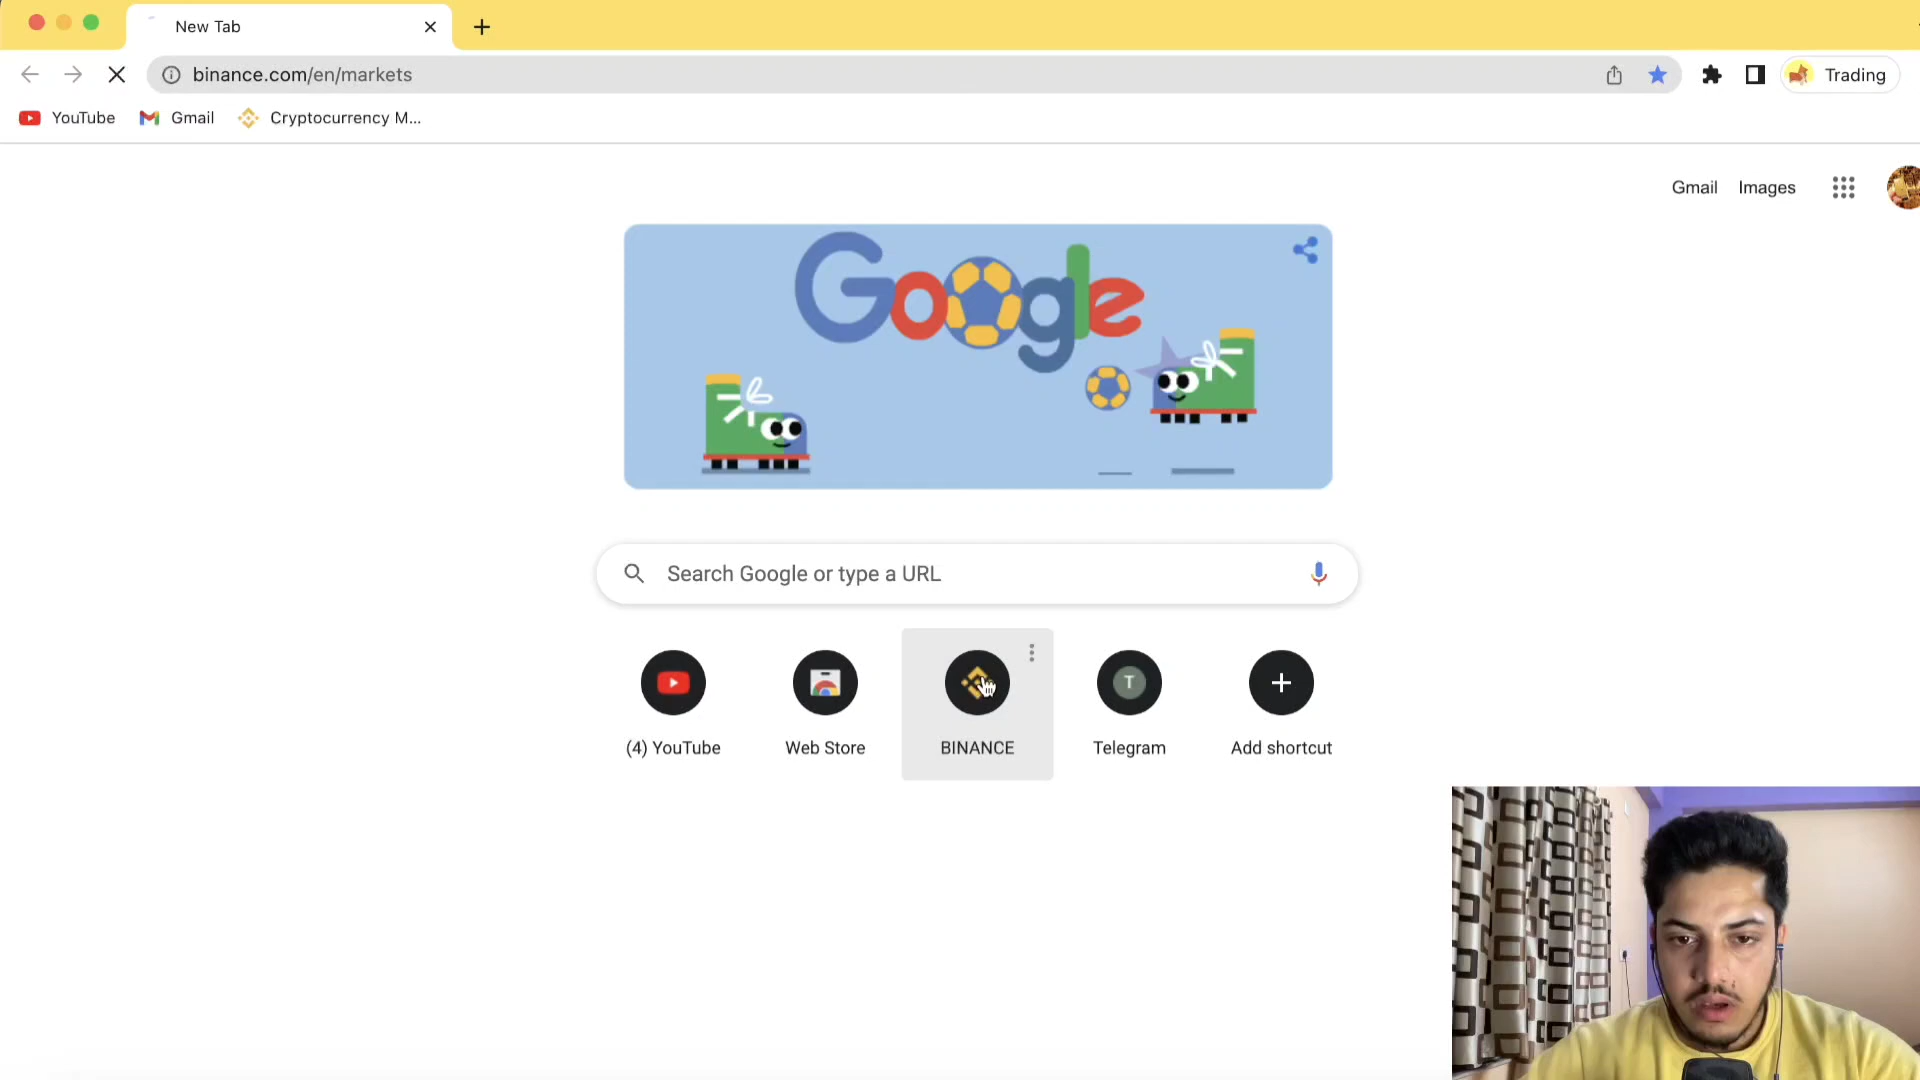 New Tab
binance.com/en/markets
Trading
YouTube
Gmail
Cryptocurrency M...
Gmail
Images
Google
Search Google or type a URL
T
(4) YouTube
Web Store
BINANCE
Telegram
Add shortcut